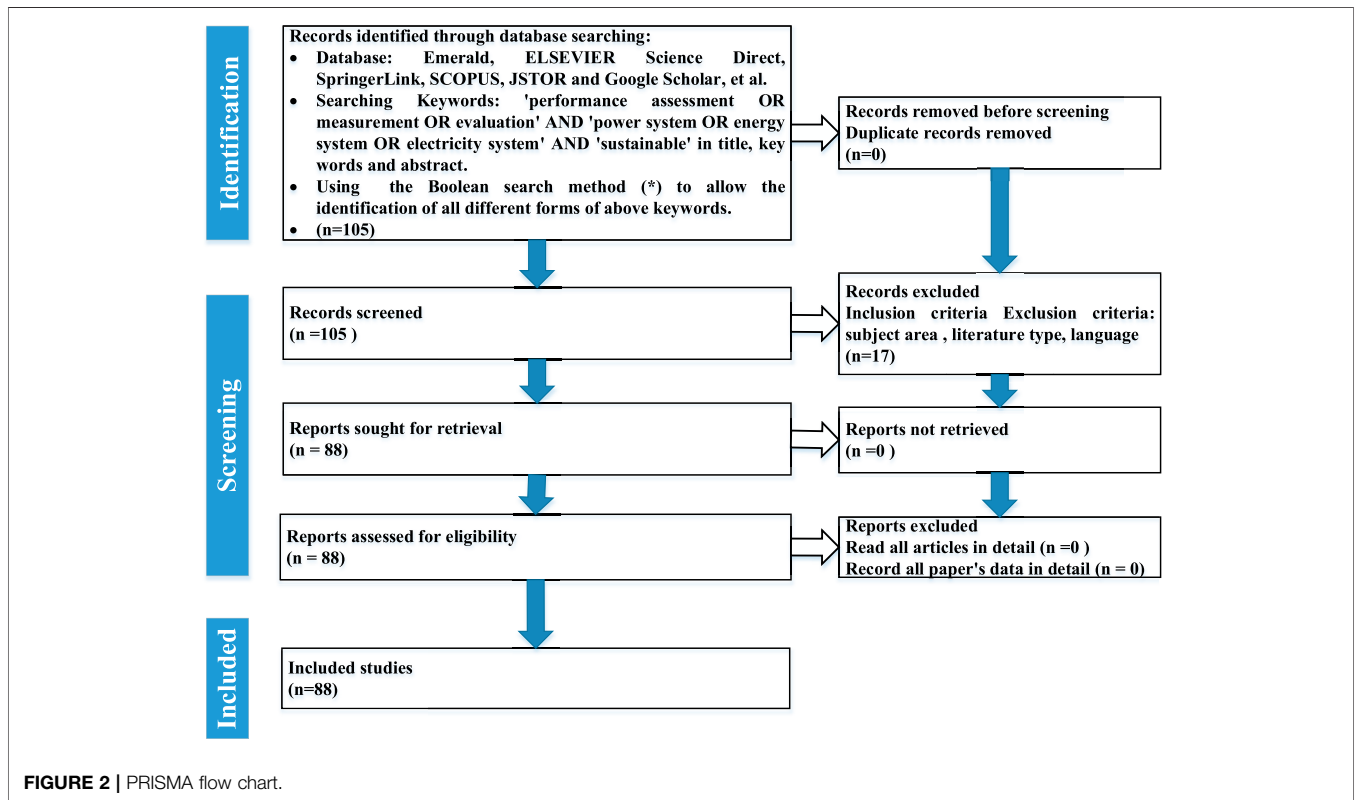 Identification
Records identified through database searching:
• Database: Emerald, ELSEVIER Science Direct,
SpringerLink, SCOPUS, JSTOR and Google Scholar, et al.
• Searching Keywords: 'performance assessment OR
measurement OR evaluation' AND 'power system OR energy
system OR electricity system' AND 'sustainable' in title, key
words and abstract.
• Using the Boolean search method (*) to allow the
identification of all different forms of above keywords.
• (n=105)
Records removed before screening
Duplicate records removed
(n=0)
Screening
Records screened
(n =105 )
Records excluded
Inclusion criteria Exclusion criteria:
subject area , literature type, language
(n=17)
Reports sought for retrieval
(n = 88)
Reports not retrieved
(n =0 )
Reports assessed for eligibility
(n = 88)
Reports excluded
Read all articles in detail (n =0 )
Record all paper's data in detail (n = 0)
Included
Included studies
(n=88)
FIGURE 2 | PRISMA flow chart.